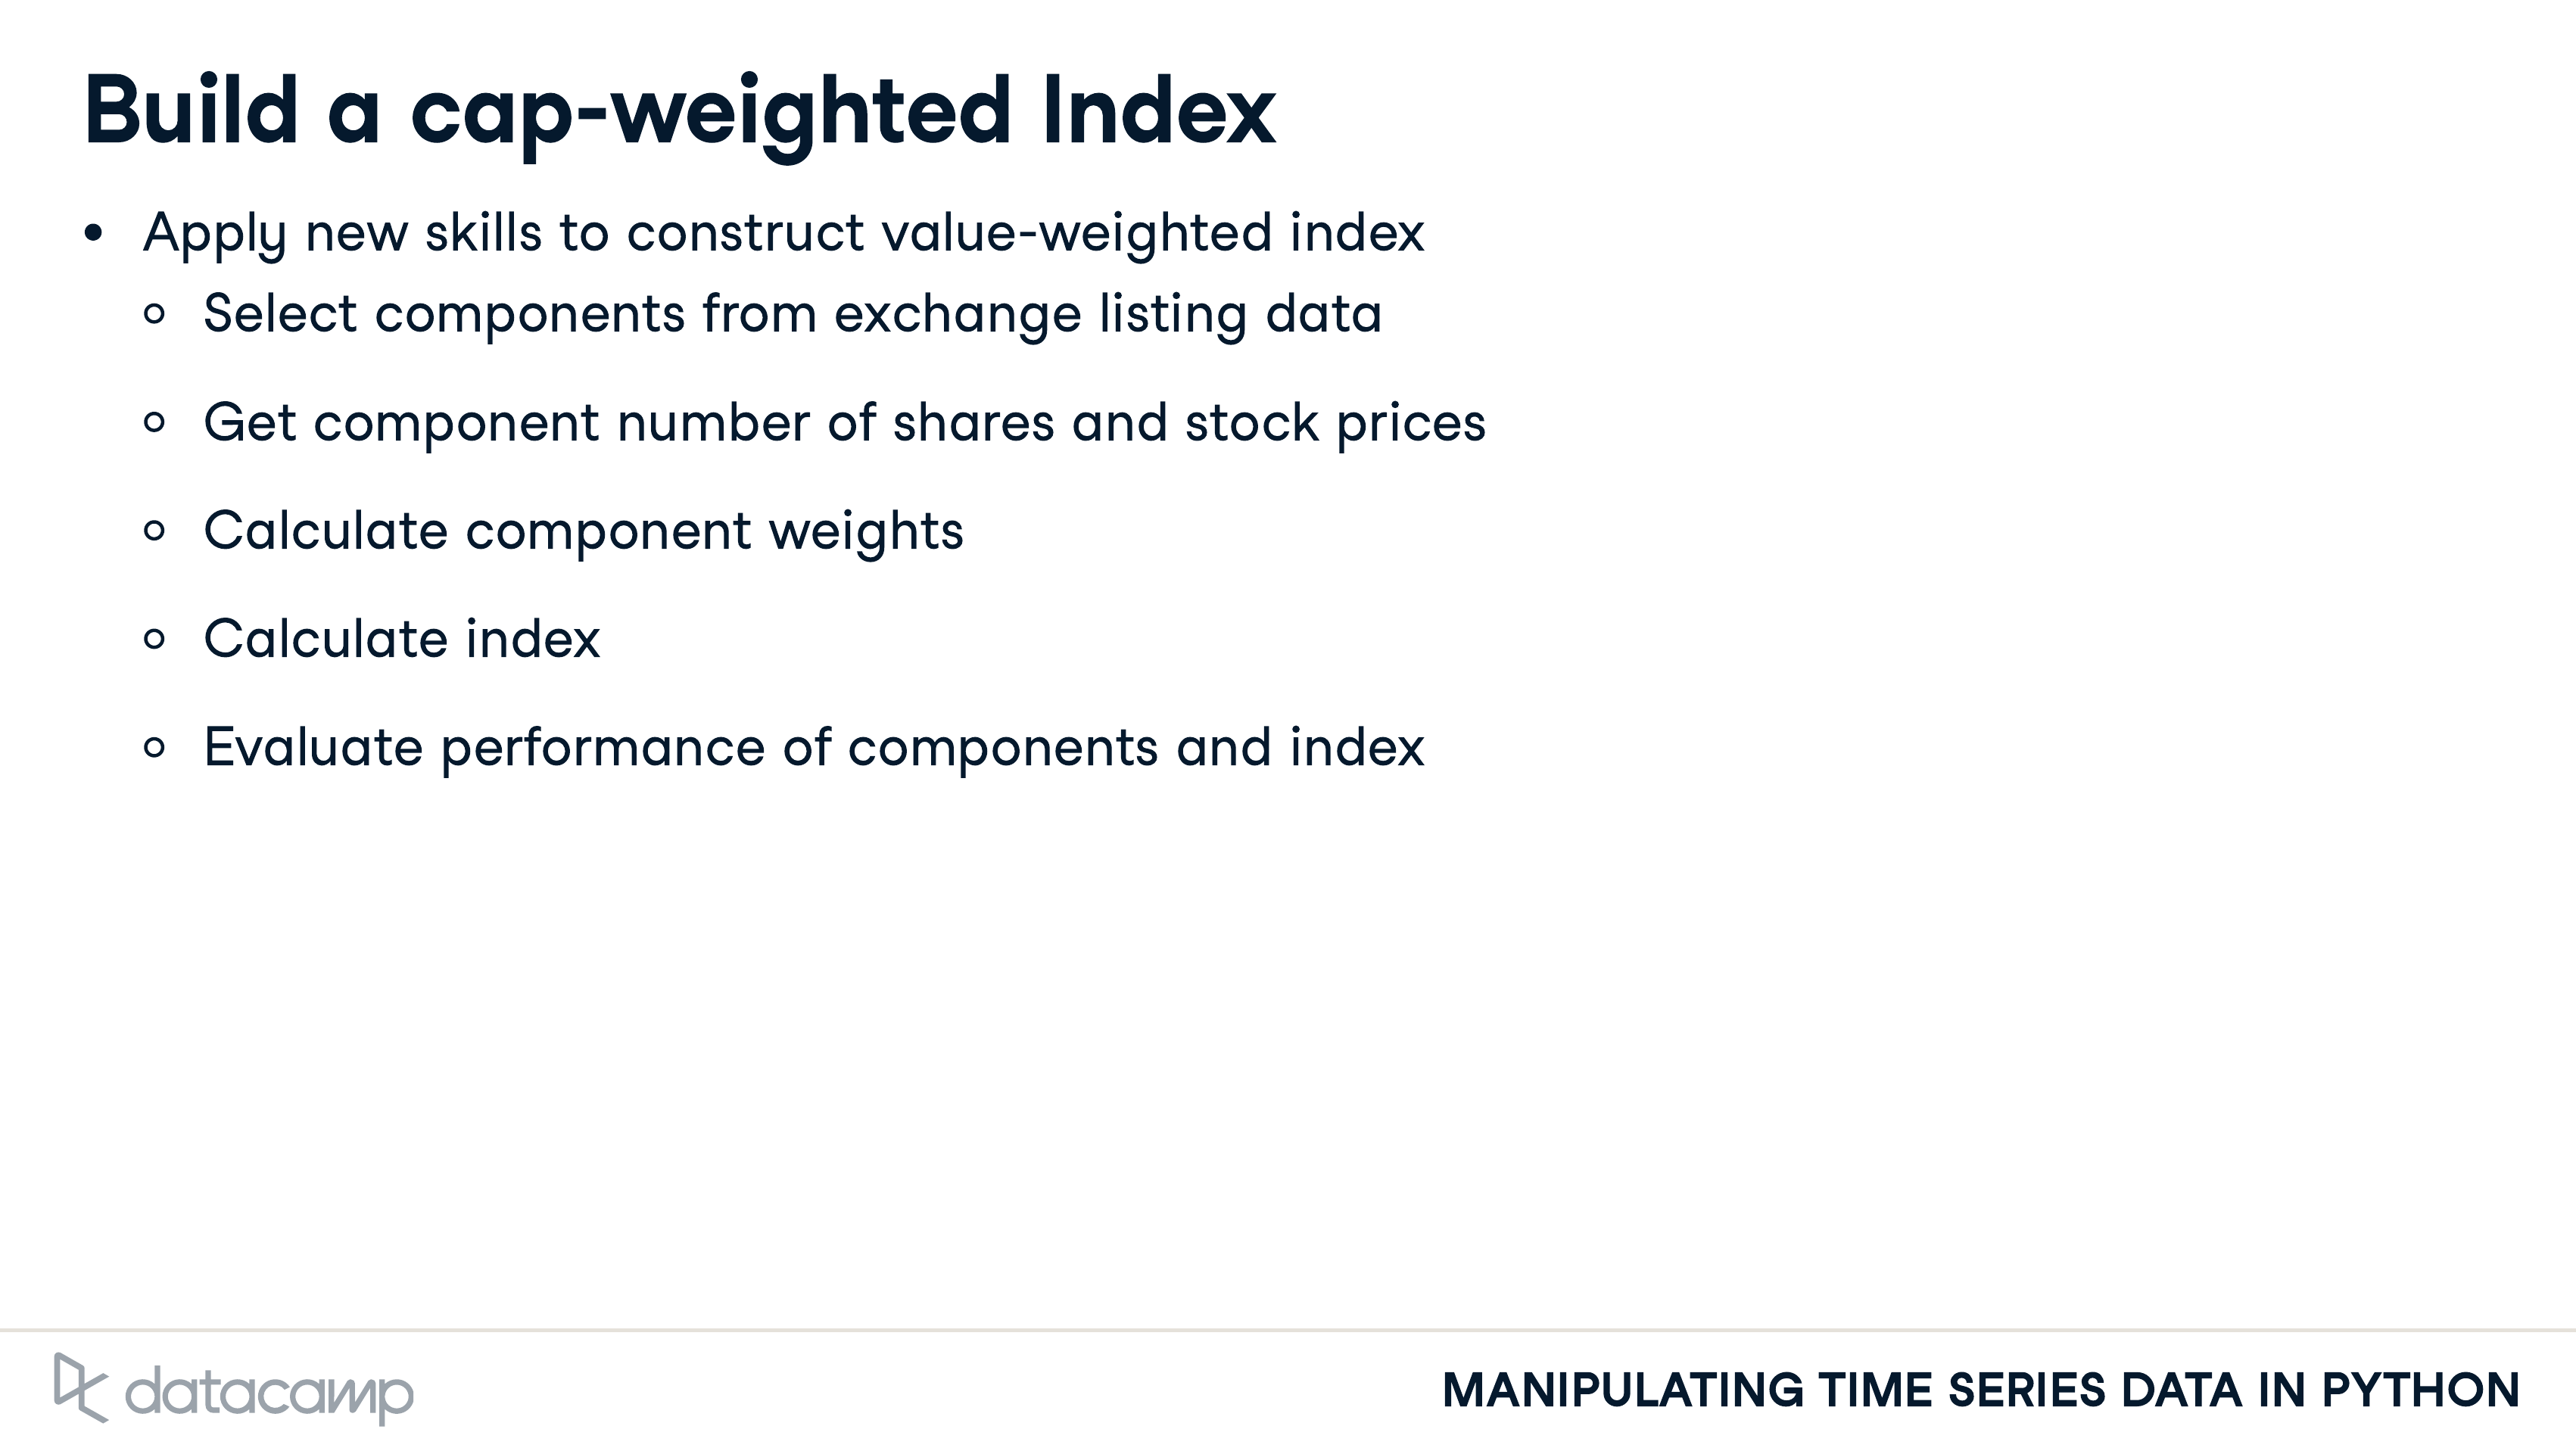 Build a cap-weighted Index
• Apply new skills to construct value-weighted index
○ Select components from exchange listing data
○ Get component number of shares and stock prices
○ Calculate component weights
○ Calculate index
○ Evaluate performance of components and index
datacamp
MANIPULATING TIME SERIES DATA IN PYTHON